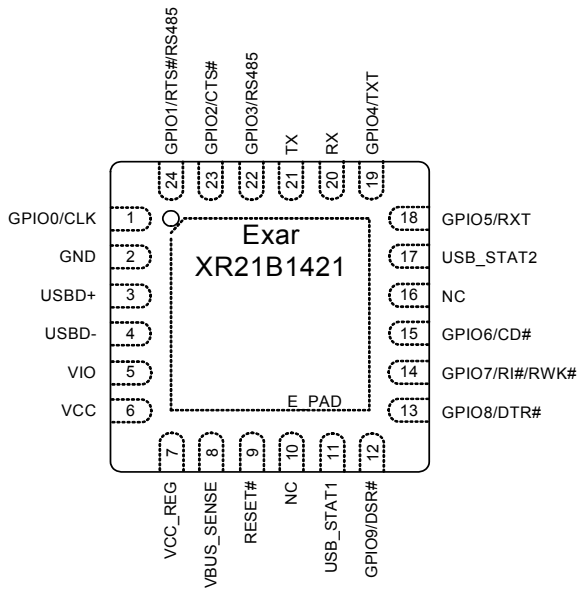 GPIO1/RTS#/RS485
GPIO2/CTS#
GPIO3/RS485
TX
RX
GPIO4/TXT
24
23
22
21
20
19
GPIO0/CLK 1
GND 2
USBD+ 3
USBD- 4
VIO 5
VCC 6
Exar
XR21B1421
E_PAD
18 GPIO5/RXT
17 USB_STAT2
16 NC
15 GPIO6/CD#
14 GPIO7/RI#/RWK#
13 GPIO8/DTR#
7
8
9
10
11
12
VCC_REG
VBUS_SENSE
RESET#
NC
USB_STAT1
GPIO9/DSR#